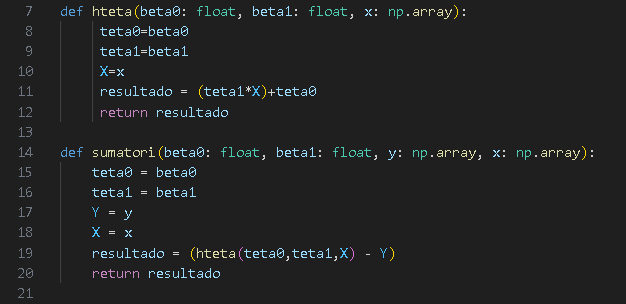 7 def hteta(beta0: float, beta1: float, x: np.array):
8 teta0=beta0
9 teta1=beta1
10 X=x
11 resultado = (teta1*X)+teta0
12 return resultado
13
14 def sumatori(beta0: float, beta1: float, y: np.array, x: np.array):
15 teta0 = beta0
16 teta1 = beta1
17 Y = y
18 X = x
19 resultado = (hteta(teta0,teta1,X) - Y)
20 return resultado
21